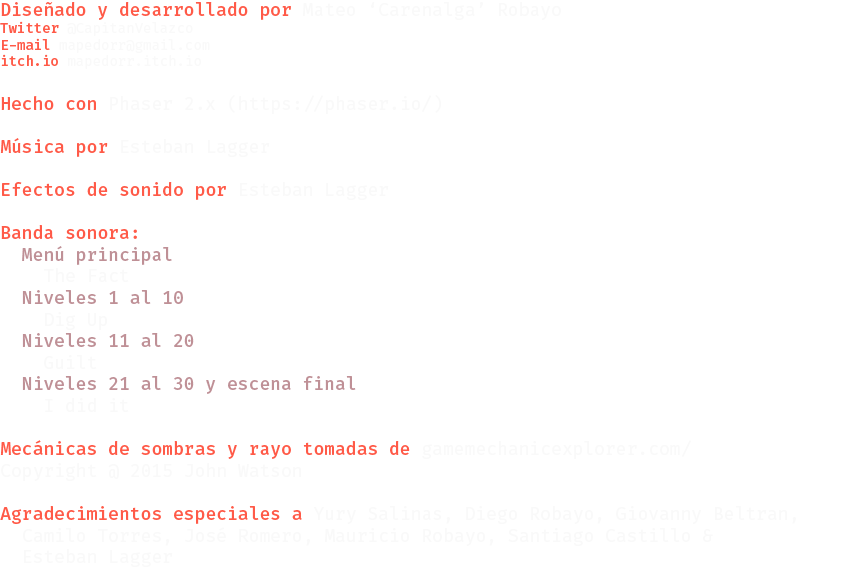 Diseñado y desarrollado por Mateo ‘Carenalga’ Robayo
Twitter
E-mail mapedorr@gmail.com
itch.io mapedorr.itch.io
Hecho con Phaser 2.x (https://phaser.io/)
Música por Esteban Lagger
Efectos de sonido por Esteban Lagger
Banda sonora:
Menú principal
The Fact
Niveles 1 al 10
Dig Up
Niveles 11 al 20
Guilt
Niveles 21 al 30 y escena final
I did it
Mecánicas de sombras y rayo tomadas de gamemechanicexplorer.com/
Copyright @ 2015 John Watson
Agradecimientos especiales a Yury Salinas, Diego Robayo, Giovanny Beltran,
Camilo Torres, José Romero, Mauricio Robayo, Santiago Castillo &
Esteban Lagger